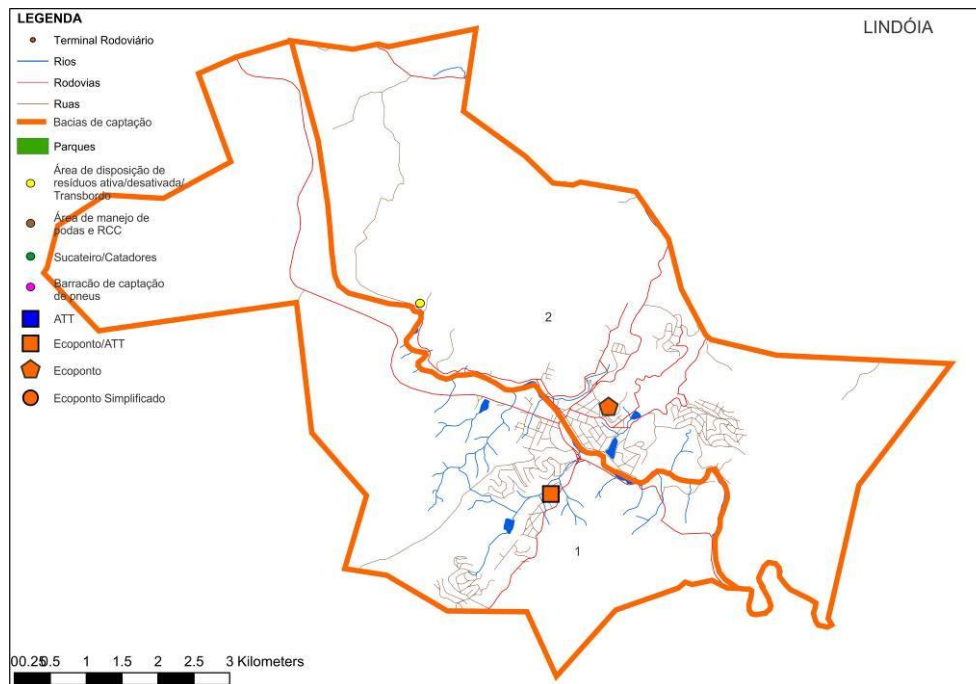 LEGENDA
LINDÓIA
Terminal Rodoviário
Rios
Rodovias
Ruas
Bacias de captação
Parques
Área de disposição de
resíduos ativa/desativada/
Transbordo
Área de manejo de
podas e RCC
Sucateiro/Catadores
Barracão de captação
de pneus
ATT
Ecoponto/ATT
Ecoponto
Ecoponto Simplificado
2
1
00.250.5 1 1.5 2 2.5 3 Kilometers